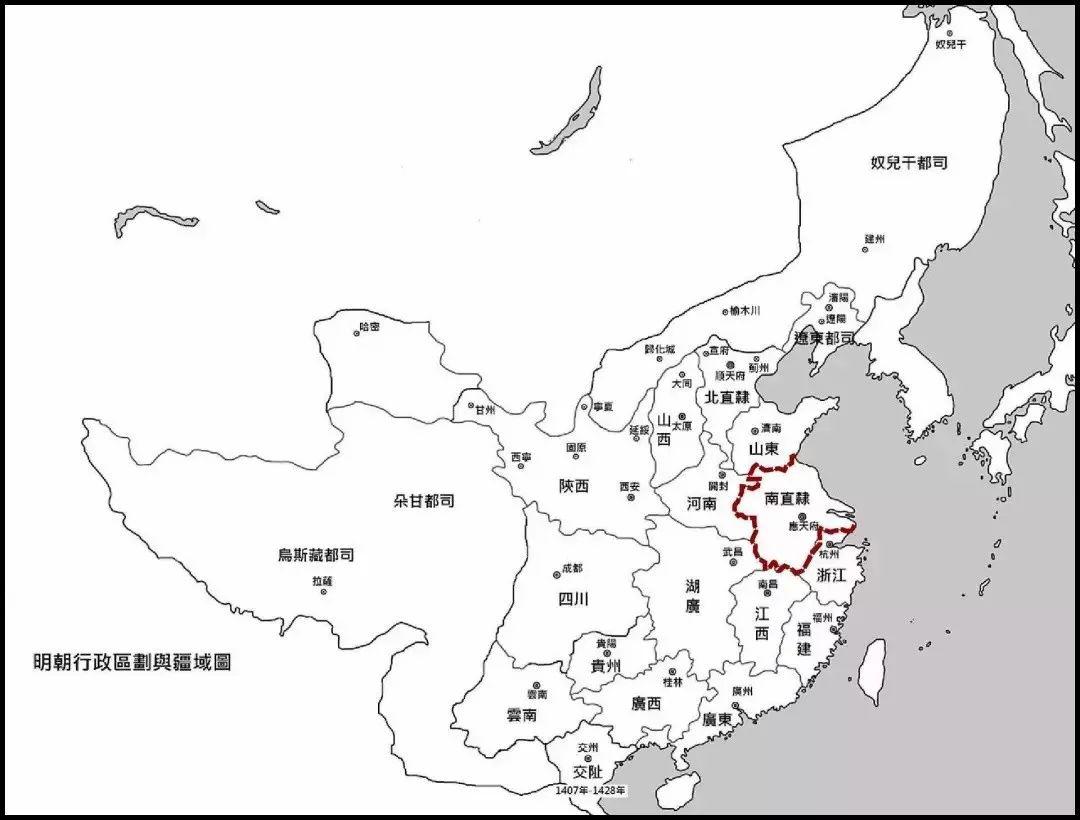 奴兒干
奴兒干都司
建州
瀋陽
遼陽
遼東都司
榆木川
哈密
歸化城
宣府
薊州
順天府
大同
北直隸
甘州
寧夏
延綏
山西
太原
濟南
山東
西寧
固原
陝西
西安
開封
河南
南直隸
應天府
朵甘都司
烏斯藏都司
拉薩
成都
四川
武昌
湖廣
南昌
江西
杭州
浙江
福州
福建
明朝行政區劃與疆域圖
貴陽
貴州
雲南
雲南
桂林
廣西
廣州
廣東
交州
交阯
1407年-1428年